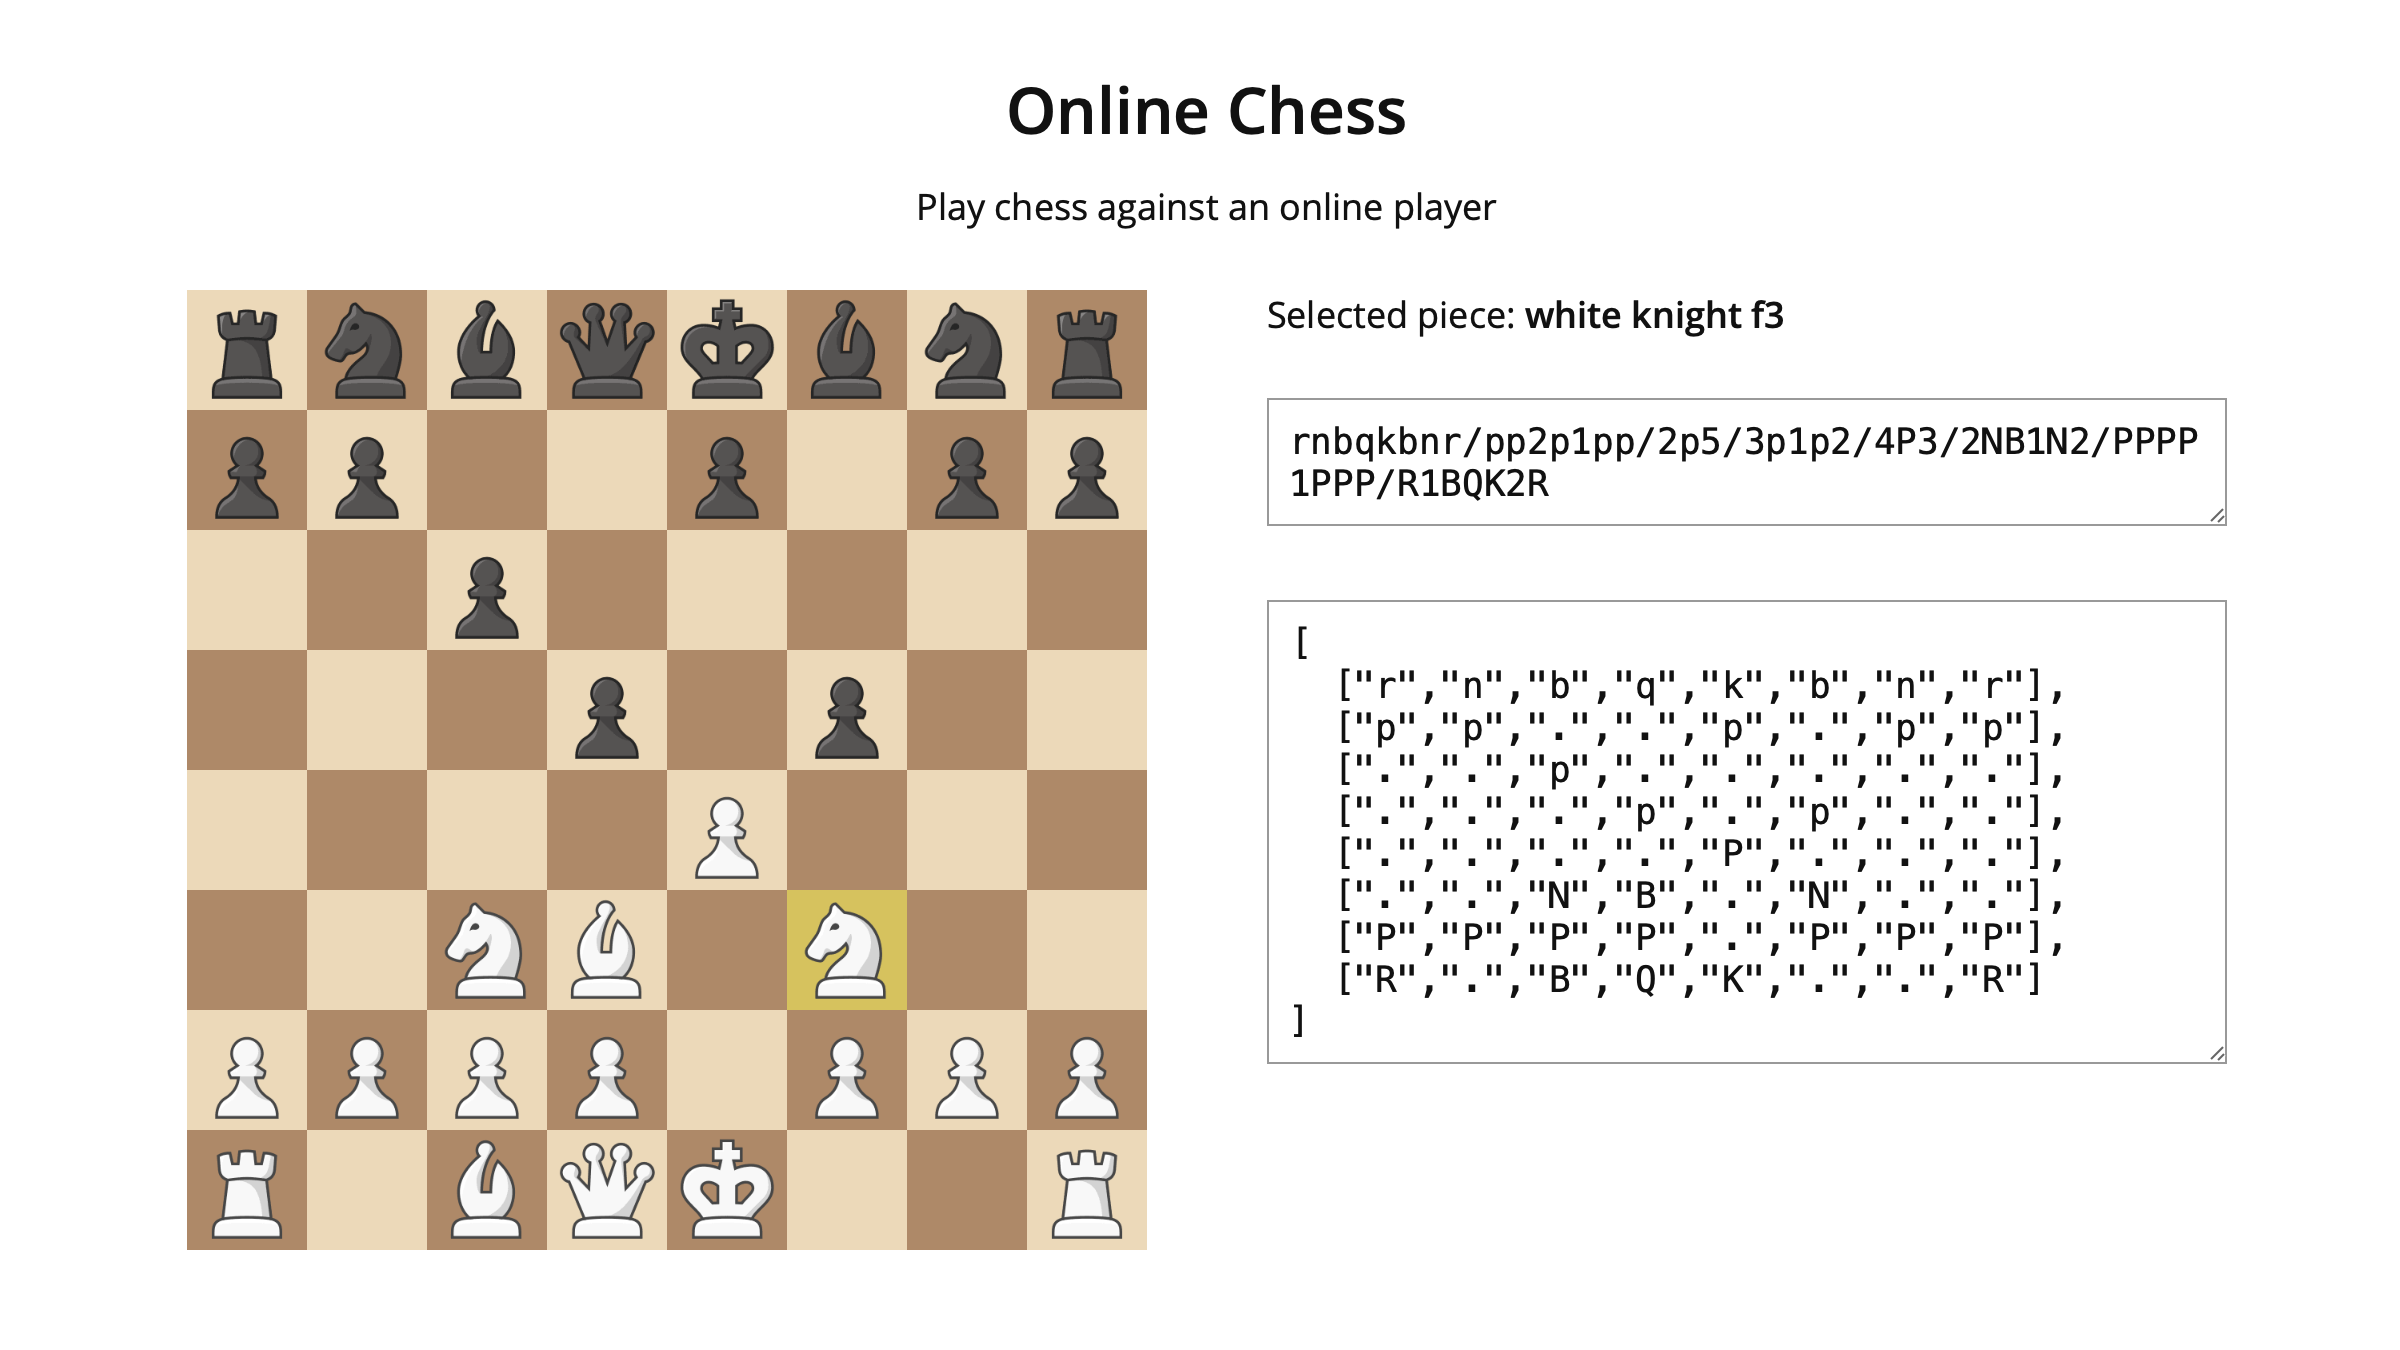 Online Chess
Play chess against an online player
Selected piece: white knight f3
rnbqkbnr/pp2p1pp/2p5/3p1p2/4P3/2NB1N2/PPPP
1PPP/R1BQK2R
[
  ["r","n","b","q","k","b","n","r"],
  ["p","p",".",".","p",".","p","p"],
  [".",".","p",".",".",".",".","."],
  [".",".",".","p",".","p",".","."],
  [".",".",".",".","P",".",".","."],
  [".",".","N","B",".","N",".","."],
  ["P","P","P","P",".","P","P","P"],
  ["R",".","B","Q","K",".",".","R"]
]